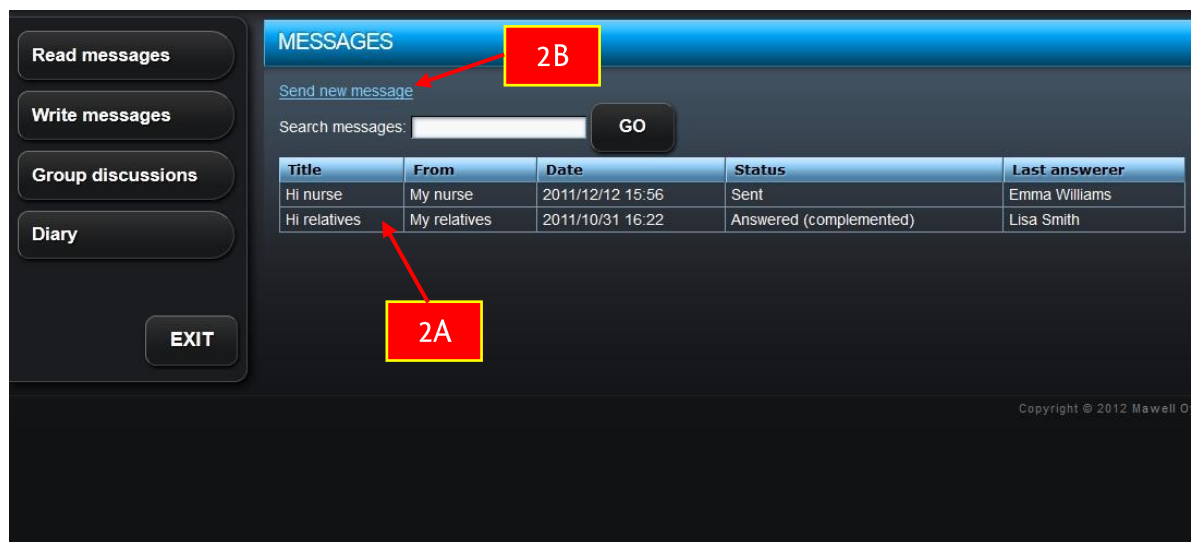 Read messages
Write messages
Group discussions
Diary
EXIT
MESSAGES
2B
Send new message
Search messages: GO
Title From Date Status Last answerer
Hi nurse My nurse 2011/12/12 15:56 Sent Emma Williams
Hi relatives My relatives 2011/10/31 16:22 Answered (complemented) Lisa Smith
2A
Copyright © 2012 Mawell O